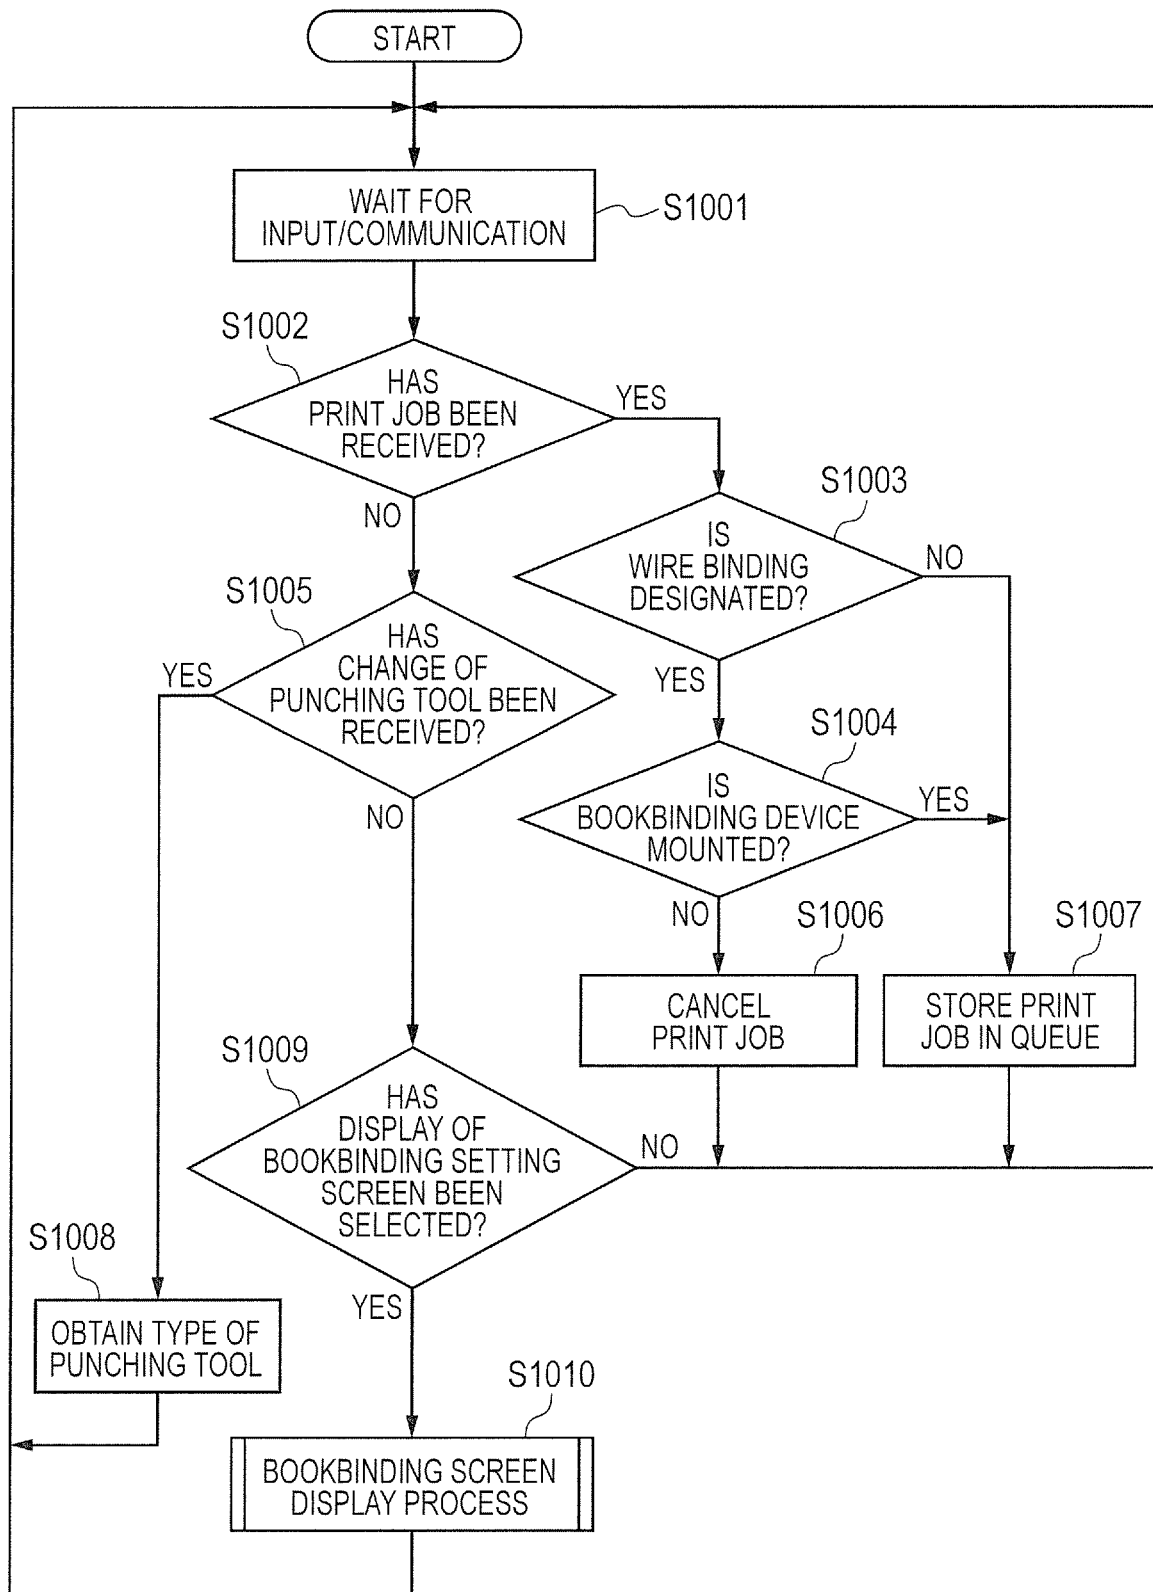 START
WAIT FOR
INPUT/COMMUNICATION
S1001
S1002
HAS
PRINT JOB BEEN
RECEIVED?
YES
NO
S1003
IS
WIRE BINDING
DESIGNATED?
NO
YES
S1005
HAS
CHANGE OF
PUNCHING TOOL BEEN
RECEIVED?
YES
NO
S1004
IS
BOOKBINDING DEVICE
MOUNTED?
YES
NO
S1006
CANCEL
PRINT JOB
S1007
STORE PRINT
JOB IN QUEUE
S1009
HAS
DISPLAY OF
BOOKBINDING SETTING
SCREEN BEEN
SELECTED?
NO
YES
S1008
OBTAIN TYPE OF
PUNCHING TOOL
S1010
BOOKBINDING SCREEN
DISPLAY PROCESS